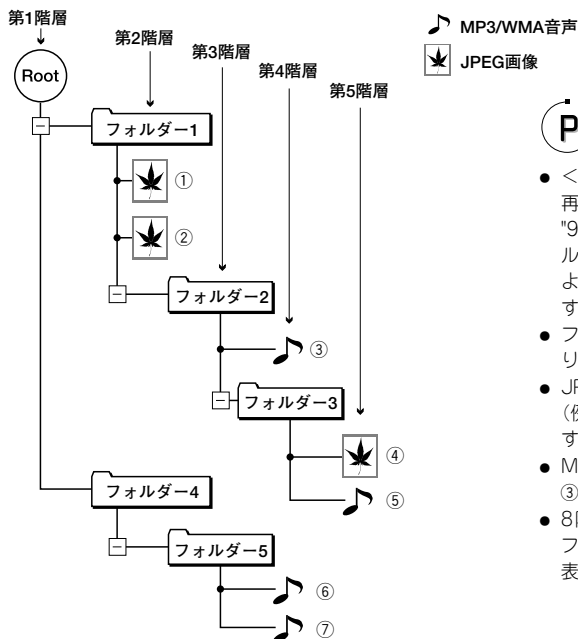 第1階層
第2階層
第3階層
第4階層
第5階層
MP3/WMA音声
JPEG画像
Root
フォルダー1
①
②
フォルダー2
③
フォルダー3
④
⑤
フォルダー4
フォルダー5
⑥
⑦
P
● <
再
"9
ル
よ
す
● フ
り
● JP
(例
す
● M
③
● 8
フ
表